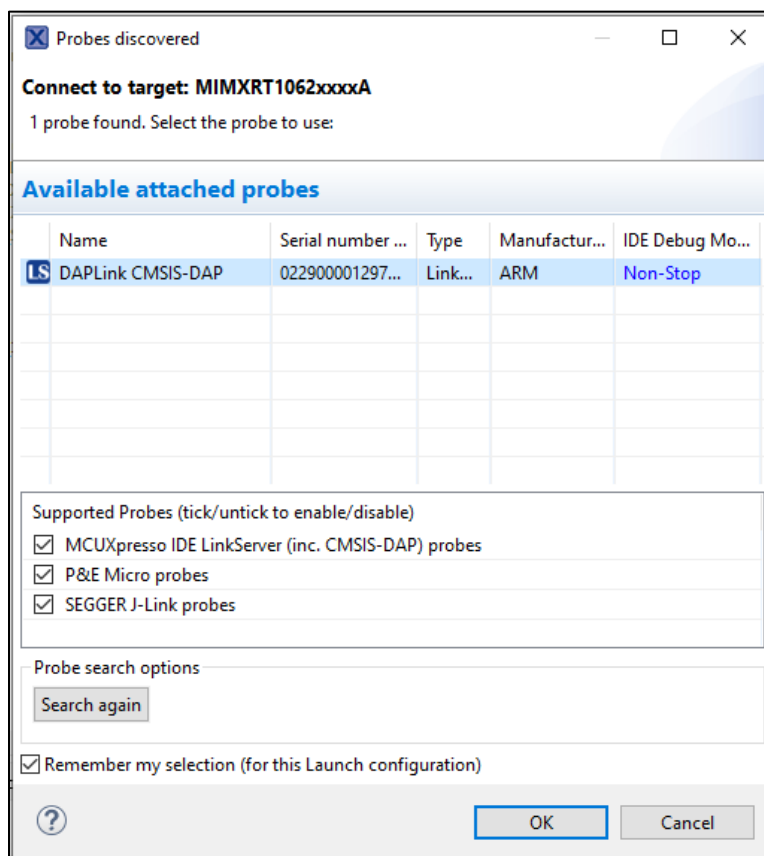 Probes discovered
Connect to target: MIMXRT1062xxxxA
1 probe found. Select the probe to use:
Available attached probes
Name Serial number ... Type Manufactur... IDE Debug Mo...
LS DAPLink CMSIS-DAP 022900001297... Link... ARM Non-Stop
Supported Probes (tick/untick to enable/disable)
MCUXpresso IDE LinkServer (inc. CMSIS-DAP) probes
P&E Micro probes
SEGGER J-Link probes
Probe search options
Search again
Remember my selection (for this Launch configuration)
? OK Cancel